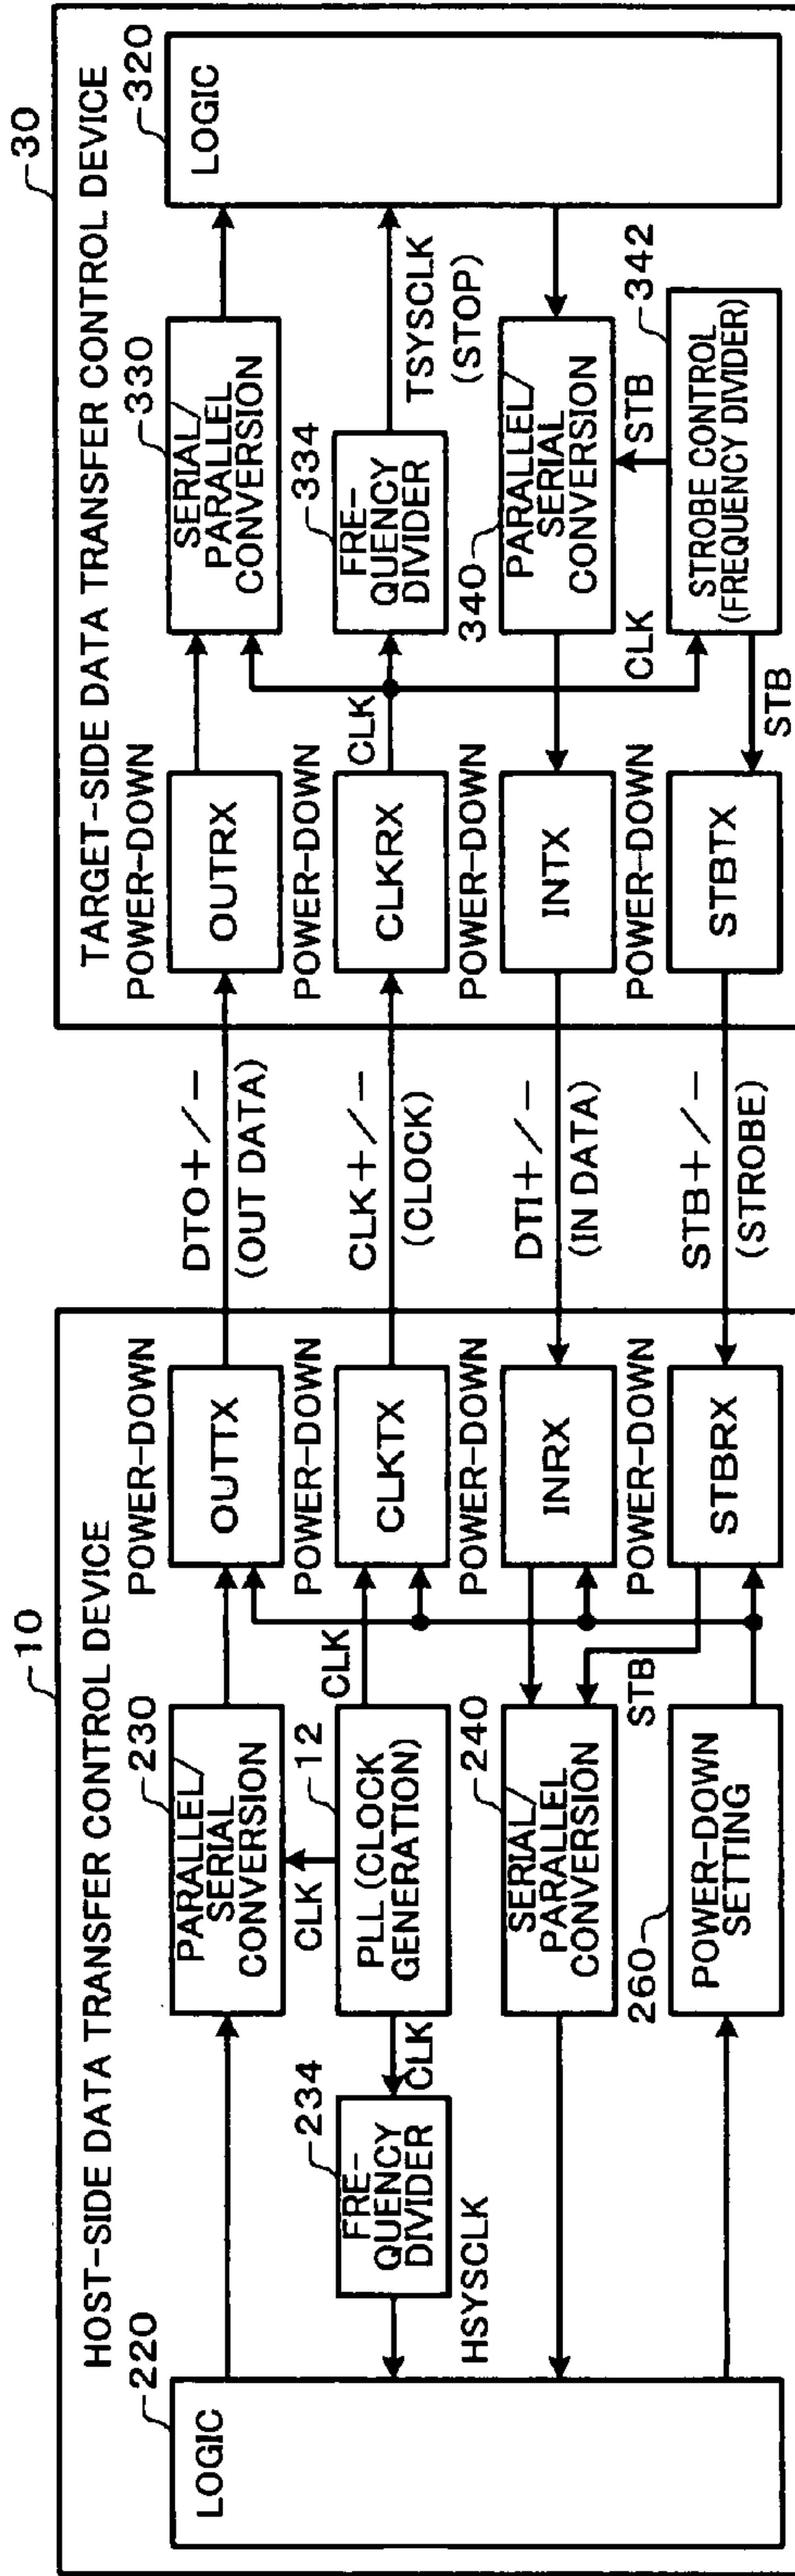 10
HOST-SIDE DATA TRANSFER CONTROL DEVICE
220
LOGIC
230
PARALLEL/
SERIAL
CONVERSION
CLK
12
PLL (CLOCK
GENERATION)
CLK
CLK
234
FRE-
QUENCY
DIVIDER
HSYSCLK
240
SERIAL/
PARALLEL
CONVERSION
STB
260
POWER-DOWN
SETTING
POWER-DOWN
OUTTX
POWER-DOWN
CLKTX
POWER-DOWN
INRX
POWER-DOWN
STBRX
DTO+/−
(OUT DATA)
CLK+/−
(CLOCK)
DTI+/−
(IN DATA)
STB+/−
(STROBE)
30
TARGET-SIDE DATA TRANSFER CONTROL DEVICE
POWER-DOWN
OUTRX
POWER-DOWN
CLKRX
POWER-DOWN
INTX
POWER-DOWN
STBTX
CLK
330
SERIAL/
PARALLEL
CONVERSION
334
FRE-
QUENCY
DIVIDER
TSYSCLK
(STOP)
340
PARALLEL/
SERIAL
CONVERSION
STB
342
CLK
STROBE CONTROL
(FREQUENCY DIVIDER)
STB
320
LOGIC